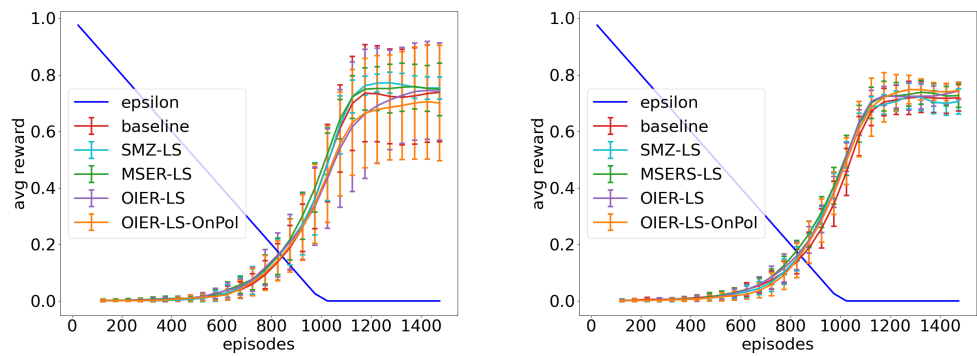 1.0
0.8
0.6
0.4
0.2
0.0
avg reward
epsilon
baseline
SMZ-LS
MSER-LS
OIER-LS
OIER-LS-OnPol
0 200 400 600 800 1000 1200 1400
episodes
1.0
0.8
0.6
0.4
0.2
0.0
avg reward
epsilon
baseline
SMZ-LS
MSERS-LS
OIER-LS
OIER-LS-OnPol
0 200 400 600 800 1000 1200 1400
episodes